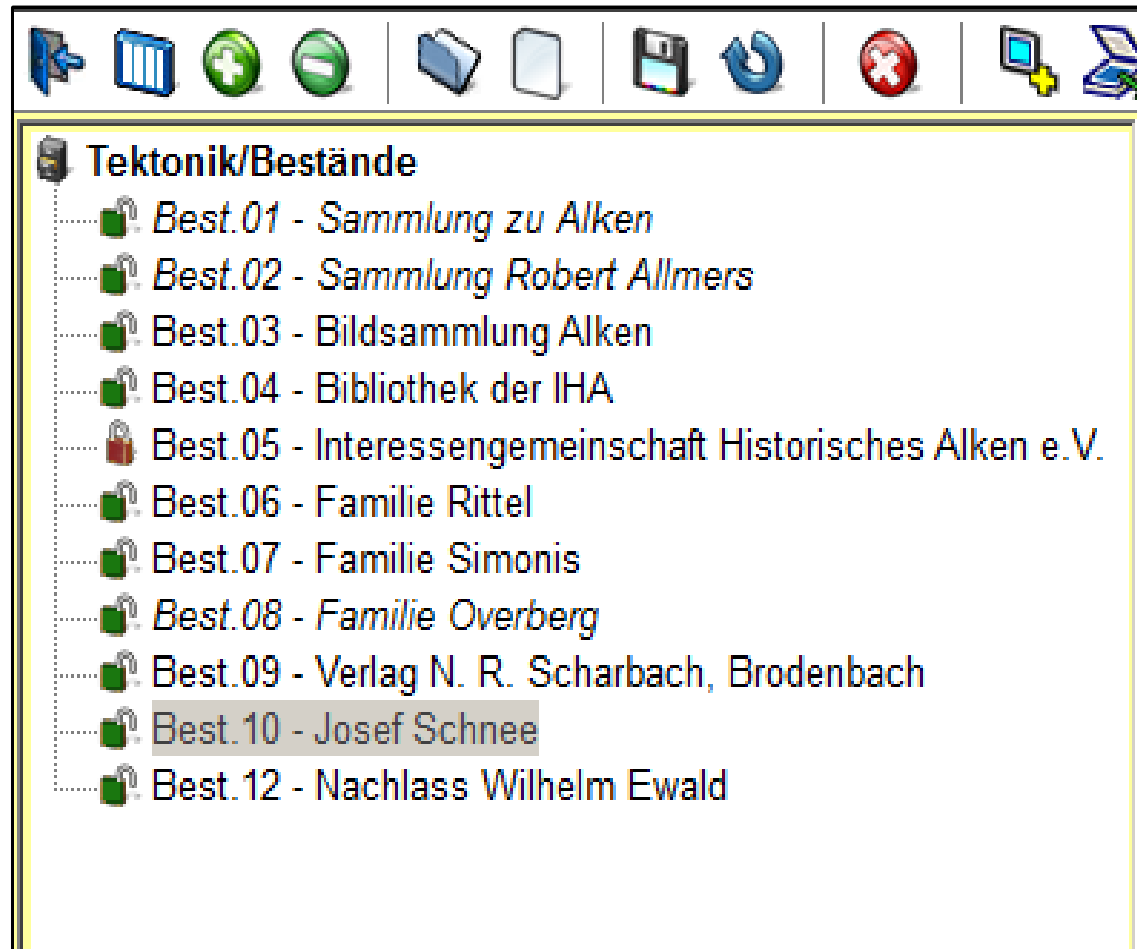 Tektonik/Bestände
Best.01 - Sammlung zu Alken
Best.02 - Sammlung Robert Allmers
Best.03 - Bildsammlung Alken
Best.04 - Bibliothek der IHA
Best.05 - Interessengemeinschaft Historisches Alken e.V.
Best.06 - Familie Rittel
Best.07 - Familie Simonis
Best.08 - Familie Overberg
Best.09 - Verlag N. R. Scharbach, Brodenbach
Best.10 - Josef Schnee
Best.12 - Nachlass Wilhelm Ewald